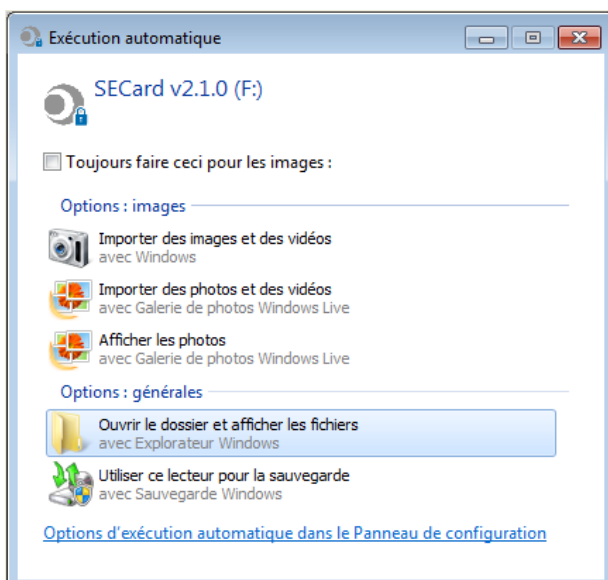 Exécution automatique
SECard v2.1.0 (F:)
Toujours faire ceci pour les images :
Options : images
Importer des images et des vidéos
avec Windows
Importer des photos et des vidéos
avec Galerie de photos Windows Live
Afficher les photos
avec Galerie de photos Windows Live
Options : générales
Ouvrir le dossier et afficher les fichiers
avec Explorateur Windows
Utiliser ce lecteur pour la sauvegarde
avec Sauvegarde Windows
Options d'exécution automatique dans le Panneau de configuration